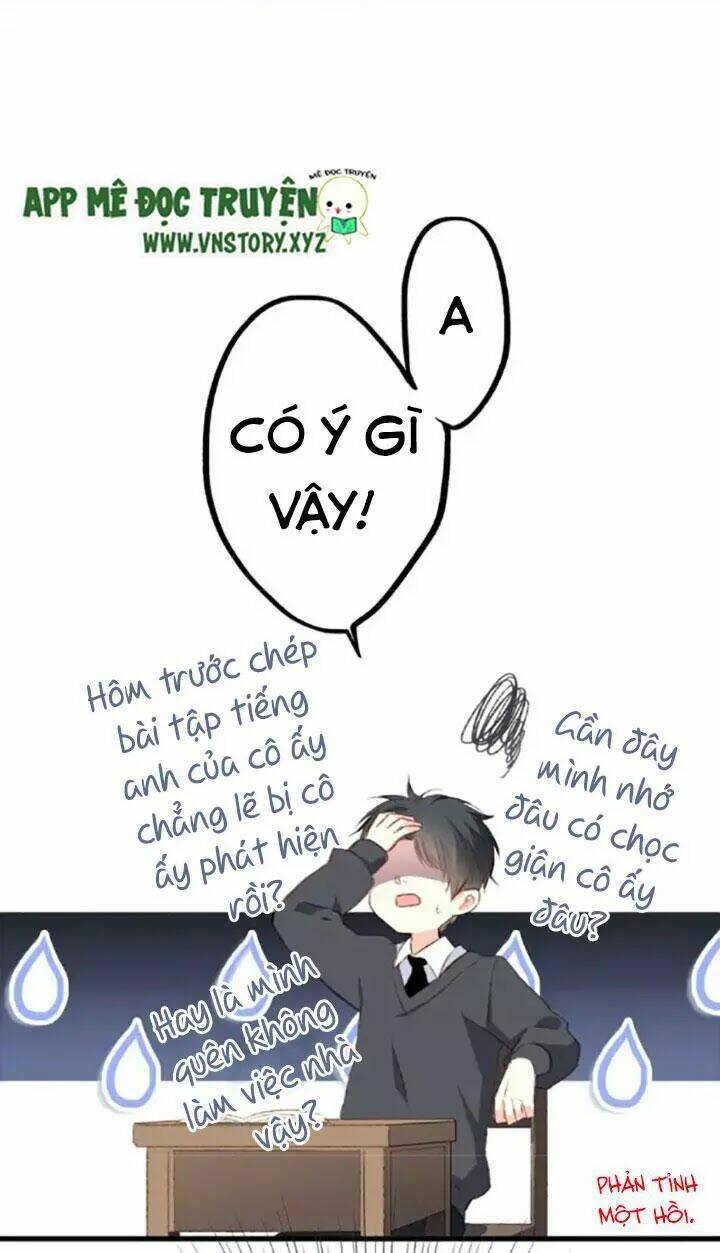 MÊ ĐỌC TRUYỆN
APP MÊ ĐỌC TRUYỆN
WWW.VNSTORY.XYZ
A
CÓ Ý GÌ
VẬY!
Hôm trước chép
bài tập tiếng
anh của cô ấy
chẳng lẽ bị cô
ấy phát hiện
rồi?
Gần đây
mình nhớ
đâu có chọc
giận cô ấy
đâu?
Hay là mình
quên không
làm việc nhà
vậy?
PHẢN TỈNH
MỘT HỒI.